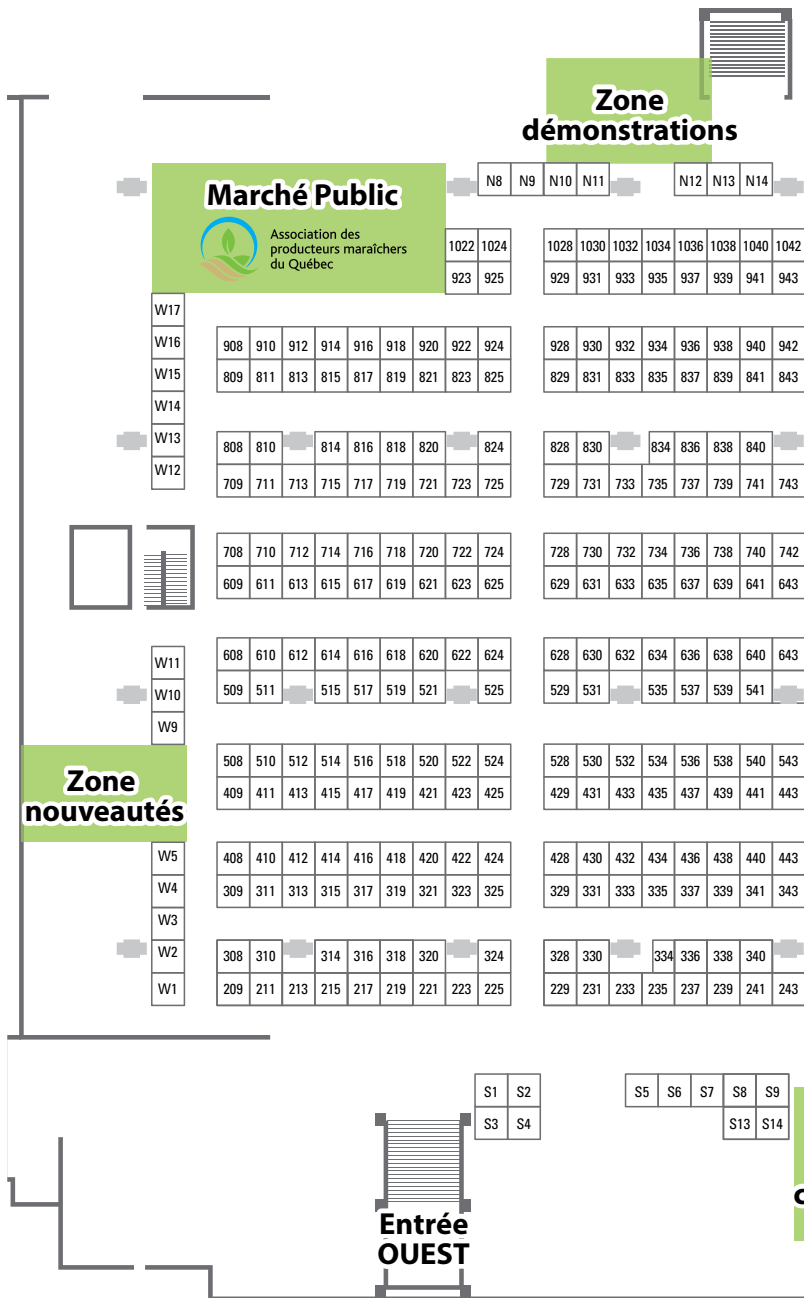 Zone
démonstrations
Marché Public
Association des
producteurs maraîchers
du Québec
N8 N9 N10 N11 N12 N13 N14
1022 1024 1028 1030 1032 1034 1036 1038 1040 1042
923 925 929 931 933 935 937 939 941 943
W17
W16 908 910 912 914 916 918 920 922 924 928 930 932 934 936 938 940 942
W15 809 811 813 815 817 819 821 823 825 829 831 833 835 837 839 841 843
W14
W13 808 810 814 816 818 820 824 828 830 834 836 838 840
W12 709 711 713 715 717 719 721 723 725 729 731 733 735 737 739 741 743
708 710 712 714 716 718 720 722 724 728 730 732 734 736 738 740 742
609 611 613 615 617 619 621 623 625 629 631 633 635 637 639 641 643
W11 608 610 612 614 616 618 620 622 624 628 630 632 634 636 638 640 643
W10 509 511 515 517 519 521 525 529 531 535 537 539 541
W9
Zone
nouveautés
508 510 512 514 516 518 520 522 524 528 530 532 534 536 538 540 543
409 411 413 415 417 419 421 423 425 429 431 433 435 437 439 441 443
W5 408 410 412 414 416 418 420 422 424 428 430 432 434 436 438 440 443
W4 309 311 313 315 317 319 321 323 325 329 331 333 335 337 339 341 343
W3
W2 308 310 314 316 318 320 324 328 330 334 336 338 340
W1 209 211 213 215 217 219 221 223 225 229 231 233 235 237 239 241 243
S1 S2 S5 S6 S7 S8 S9
S3 S4 S13 S14
Entrée
OUEST